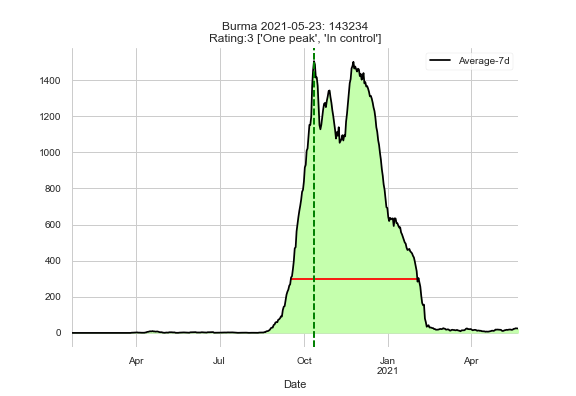 Burma 2021-05-23: 143234
Rating:3 ['One peak', 'In control']
Average-7d
1400
1200
1000
800
600
400
200
0
Apr
Jul
Oct
Jan
2021
Apr
Date